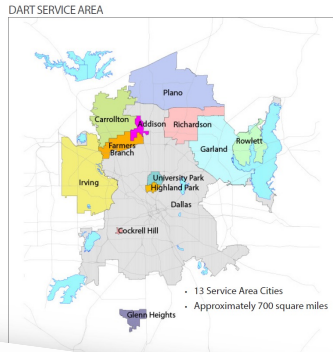 DART SERVICE AREA
Plano
Carrollton
Addison
Richardson
Farmers
Branch
Garland
Rowlett
Irving
University Park
Highland Park
Dallas
Cockrell Hill
• 13 Service Area Cities
• Approximately 700 square miles
Glenn Heights